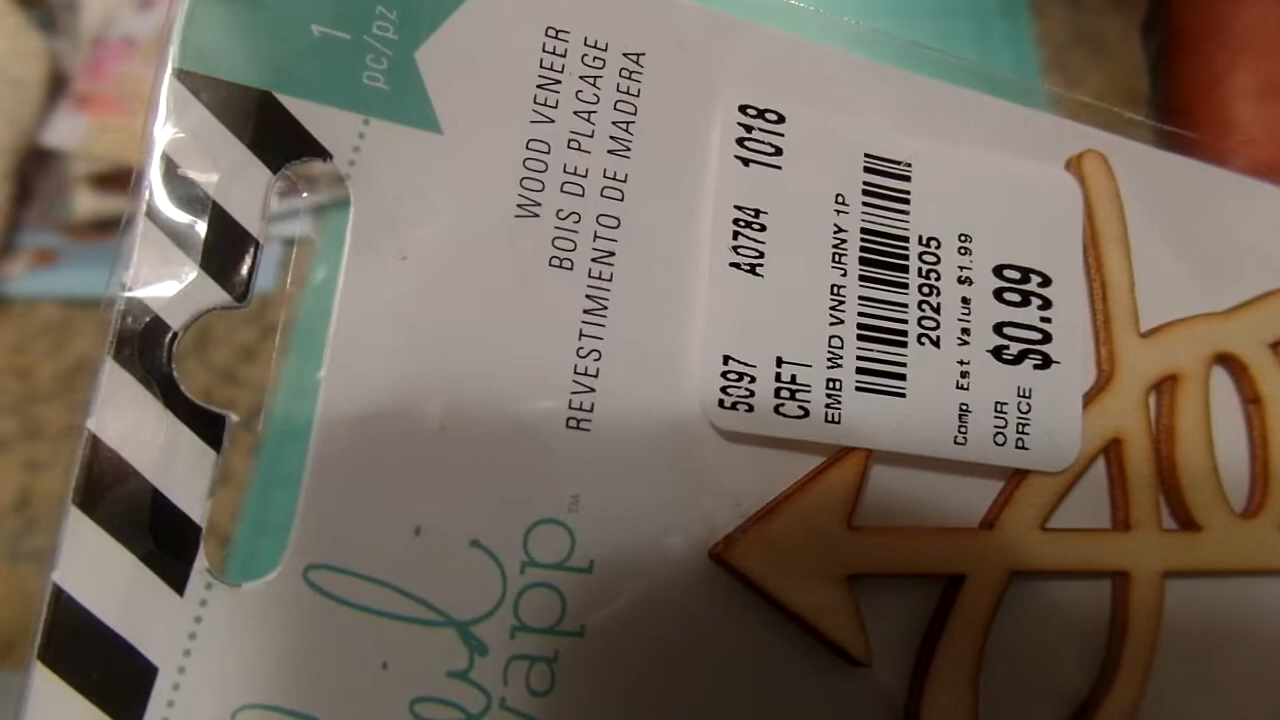 1
pc/pz
WOOD VENEER
BOIS DE PLACAGE
REVESTIMIENTO DE MADERA
5097 A0784 1018
CRFT
EMB WD VNR JRNY 1P
2029505
Comp Est Value $1.99
OUR PRICE $0.99
TM